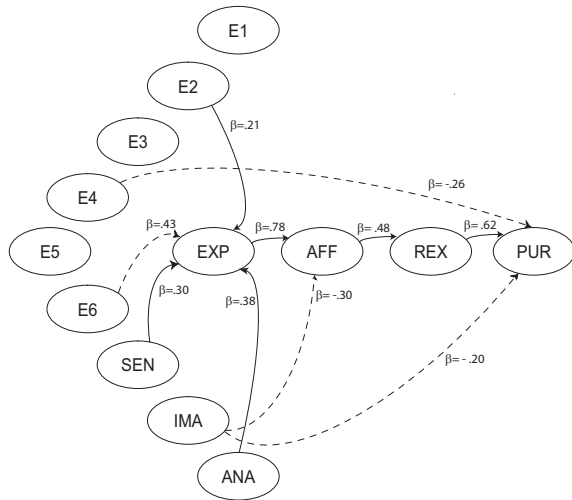 E1
E2
β=.21
E3
E4
β=-.26
β=.43
β=.78
β=.48
β=.62
E5
EXP
AFF
REX
PUR
E6
β=.30
β=.38
β= -.30
SEN
β= - .20
IMA
ANA